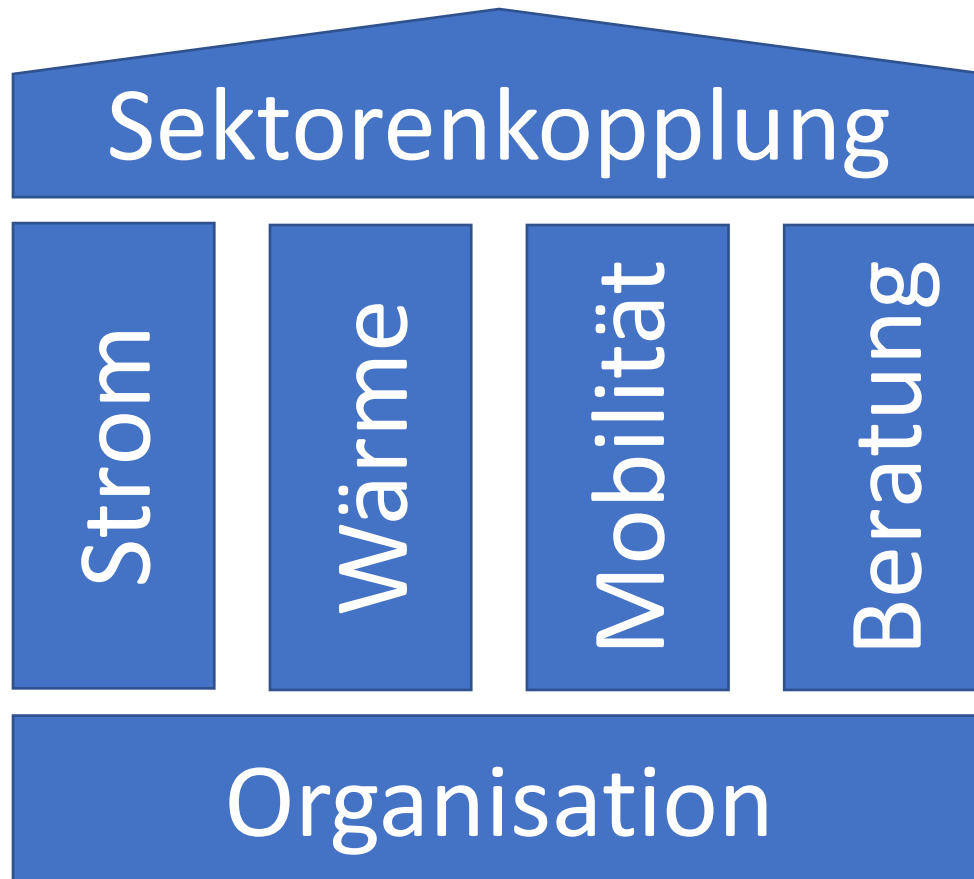 Sektorenkopplung
Strom
Wärme
Mobilität
Beratung
Organisation